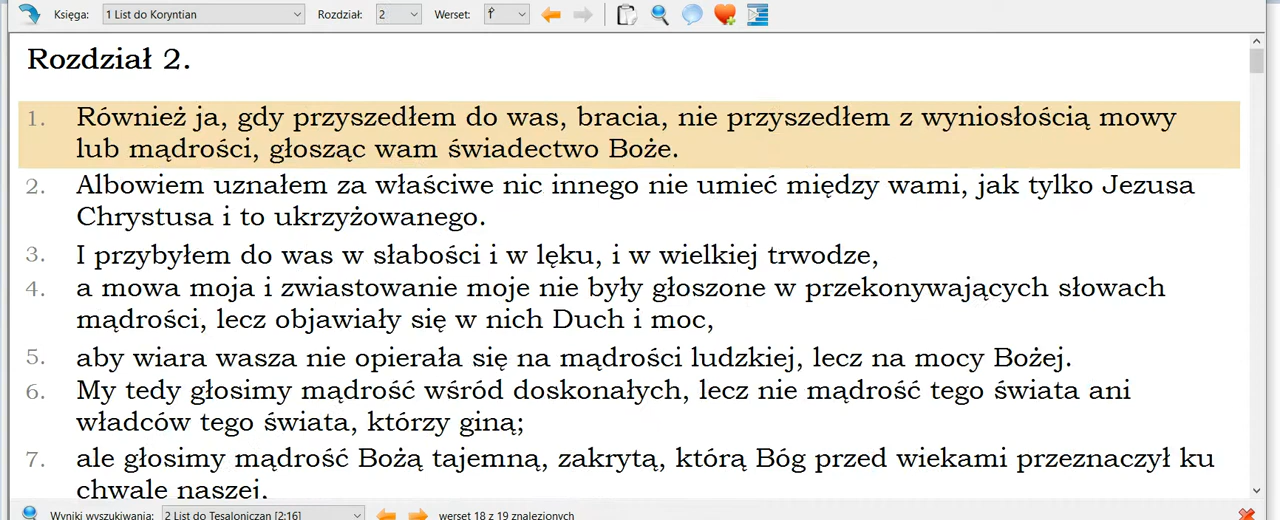 Księga: 1 List do Koryntian Rozdział: 2 Werset: 1
Rozdział 2.
1. Również ja, gdy przyszedłem do was, bracia, nie przyszedłem z wyniosłością mowy
lub mądrości, głosząc wam świadectwo Boże.
2. Albowiem uznałem za właściwe nic innego nie umieć między wami, jak tylko Jezusa
Chrystusa i to ukrzyżowanego.
3. I przybyłem do was w słabości i w lęku, i w wielkiej trwodze,
4. a mowa moja i zwiastowanie moje nie były głoszone w przekonywających słowach
mądrości, lecz objawiały się w nich Duch i moc,
5. aby wiara wasza nie opierała się na mądrości ludzkiej, lecz na mocy Bożej.
6. My tedy głosimy mądrość wśród doskonałych, lecz nie mądrość tego świata ani
władców tego świata, którzy giną;
7. ale głosimy mądrość Bożą tajemną, zakrytą, którą Bóg przed wiekami przeznaczył ku
chwale naszej,
Wyniki wyszukiwania: 2 List do Tesaloniczan [2:16] werset 18 z 19 znalezionych